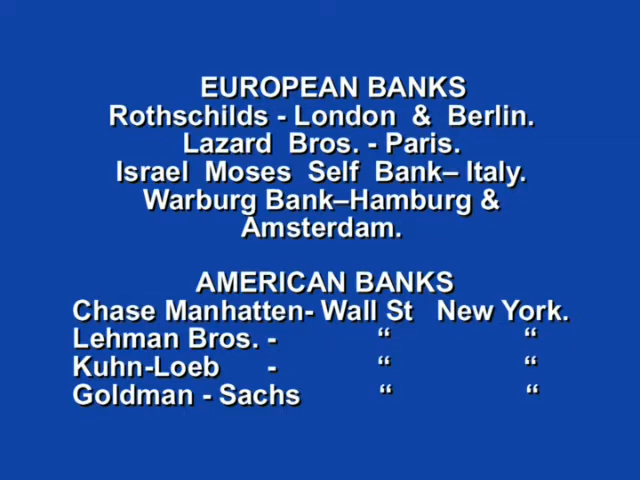 EUROPEAN BANKS
Rothschilds - London & Berlin.
Lazard Bros. - Paris.
Israel Moses Self Bank– Italy.
Warburg Bank–Hamburg &
Amsterdam.
AMERICAN BANKS
Chase Manhatten- Wall St New York.
Lehman Bros. - “ “
Kuhn-Loeb - “ “
Goldman - Sachs “ “